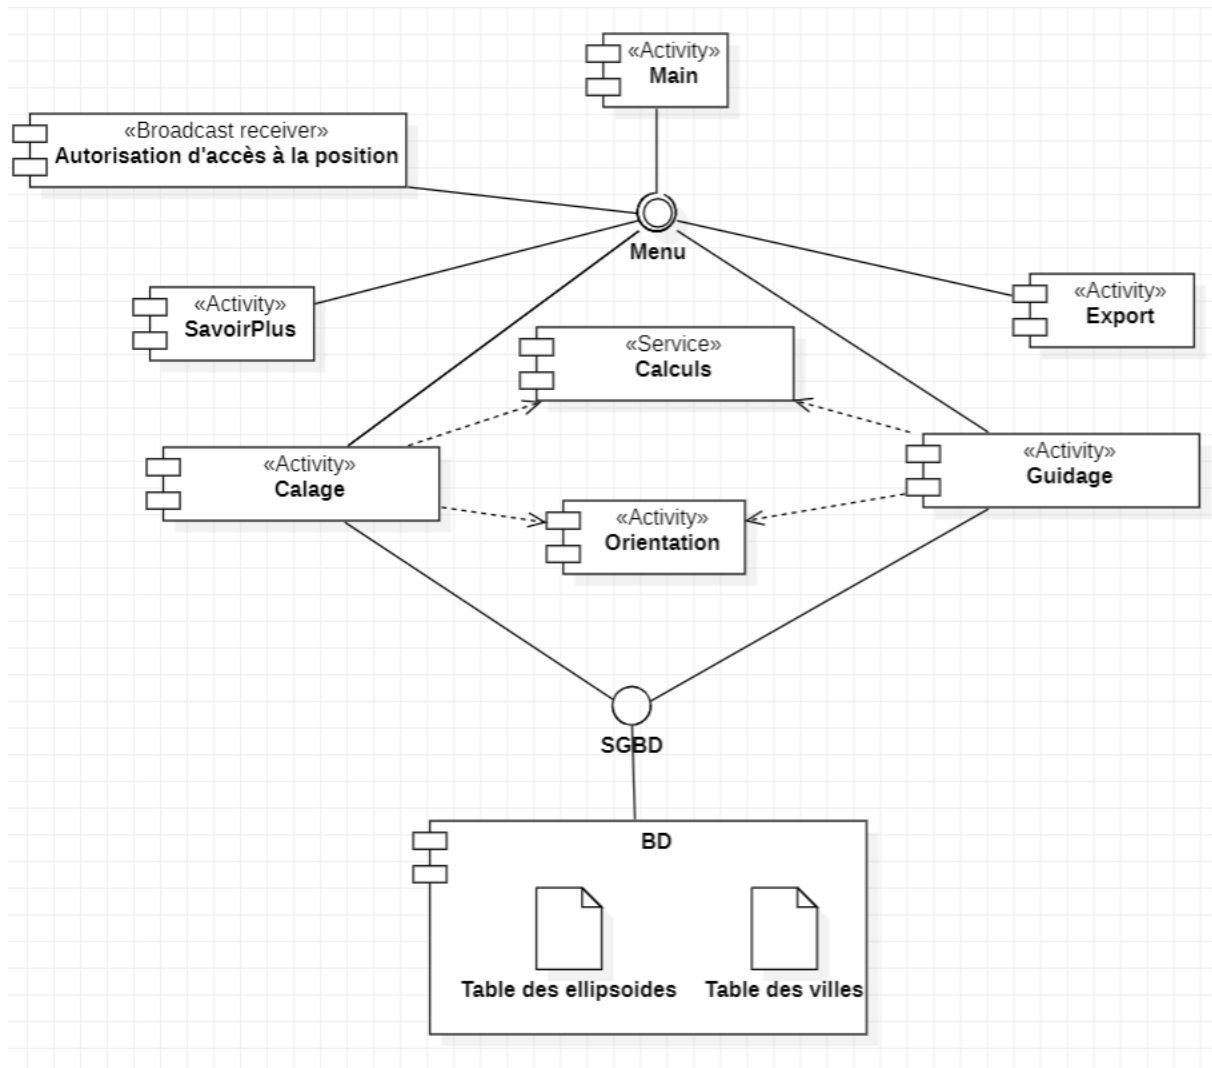 «Activity»
Main
«Broadcast receiver»
Autorisation d'accès à la position
Menu
«Activity»
SavoirPlus
«Activity»
Export
«Service»
Calculs
«Activity»
Calage
«Activity»
Guidage
«Activity»
Orientation
SGBD
BD
Table des ellipsoides
Table des villes